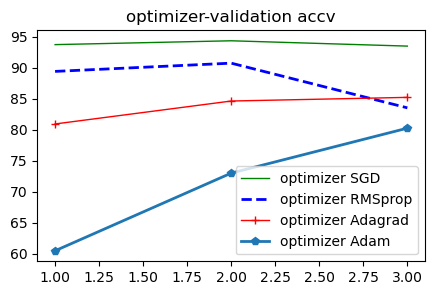 optimizer-validation accv
95
90
85
80
75
70
65
60
optimizer SGD
optimizer RMSprop
optimizer Adagrad
optimizer Adam
1.00 1.25 1.50 1.75 2.00 2.25 2.50 2.75 3.00